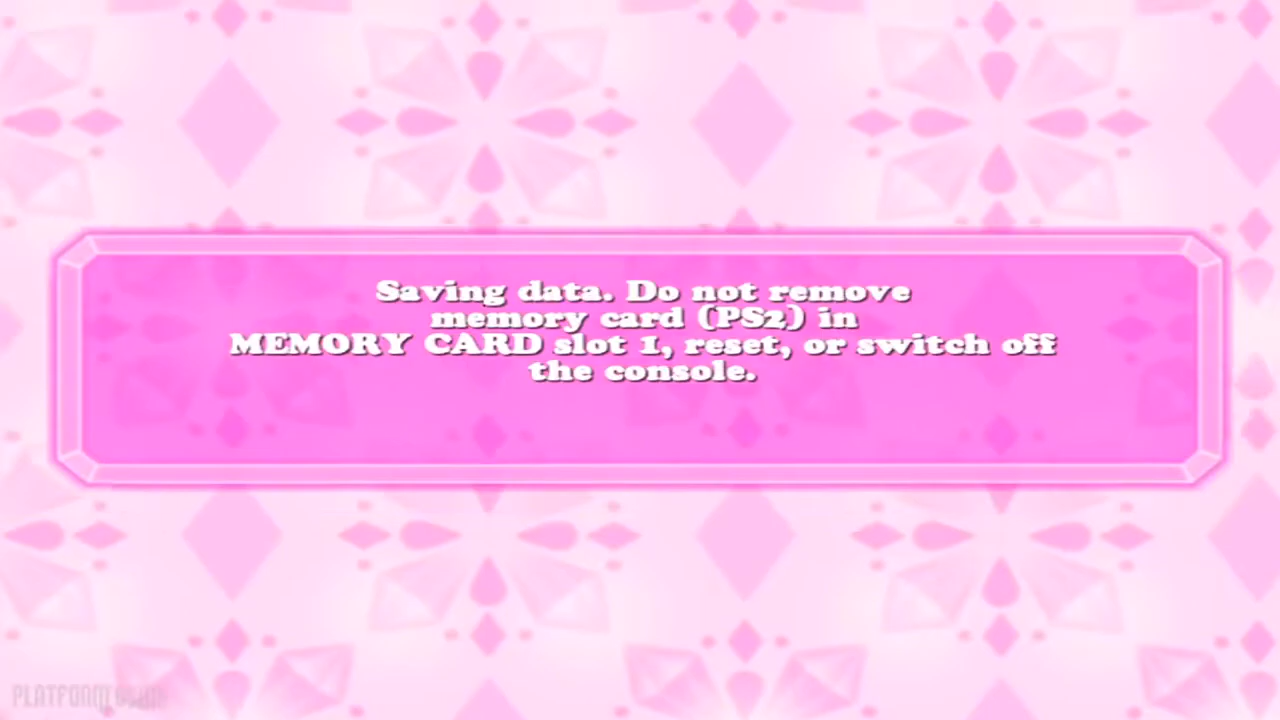 Saving data. Do not remove
memory card (PS2) in
MEMORY CARD slot 1, reset, or switch off
the console.